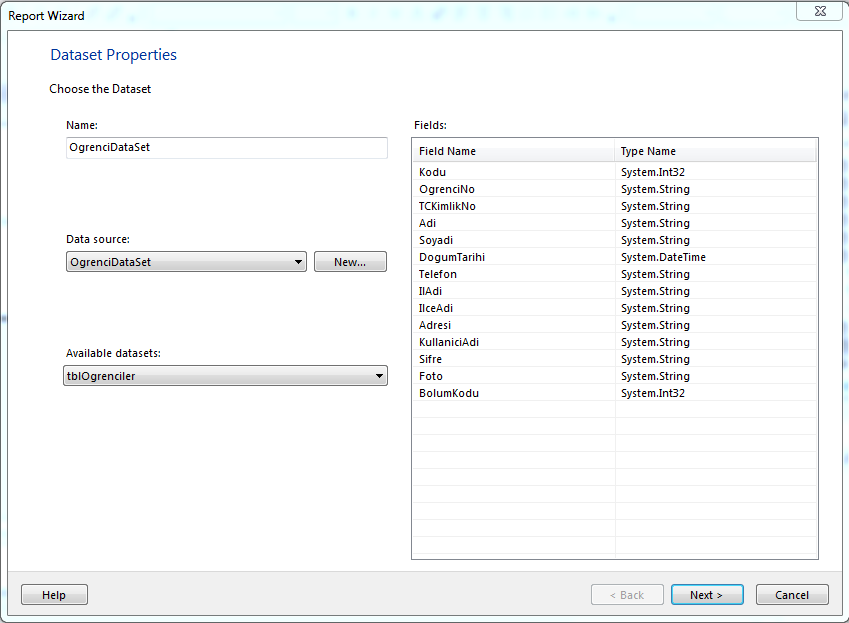 Report Wizard
Dataset Properties
Choose the Dataset
Name:
OgrenciDataSet
Data source:
OgrenciDataSet
New...
Available datasets:
tblOgrenciler
Fields:
Field Name Type Name
Kodu System.Int32
OgrenciNo System.String
TCKimlikNo System.String
Adi System.String
Soyadi System.String
DogumTarihi System.DateTime
Telefon System.String
IlAdi System.String
IlceAdi System.String
Adresi System.String
KullaniciAdi System.String
Sifre System.String
Foto System.String
BolumKodu System.Int32
Help < Back Next > Cancel